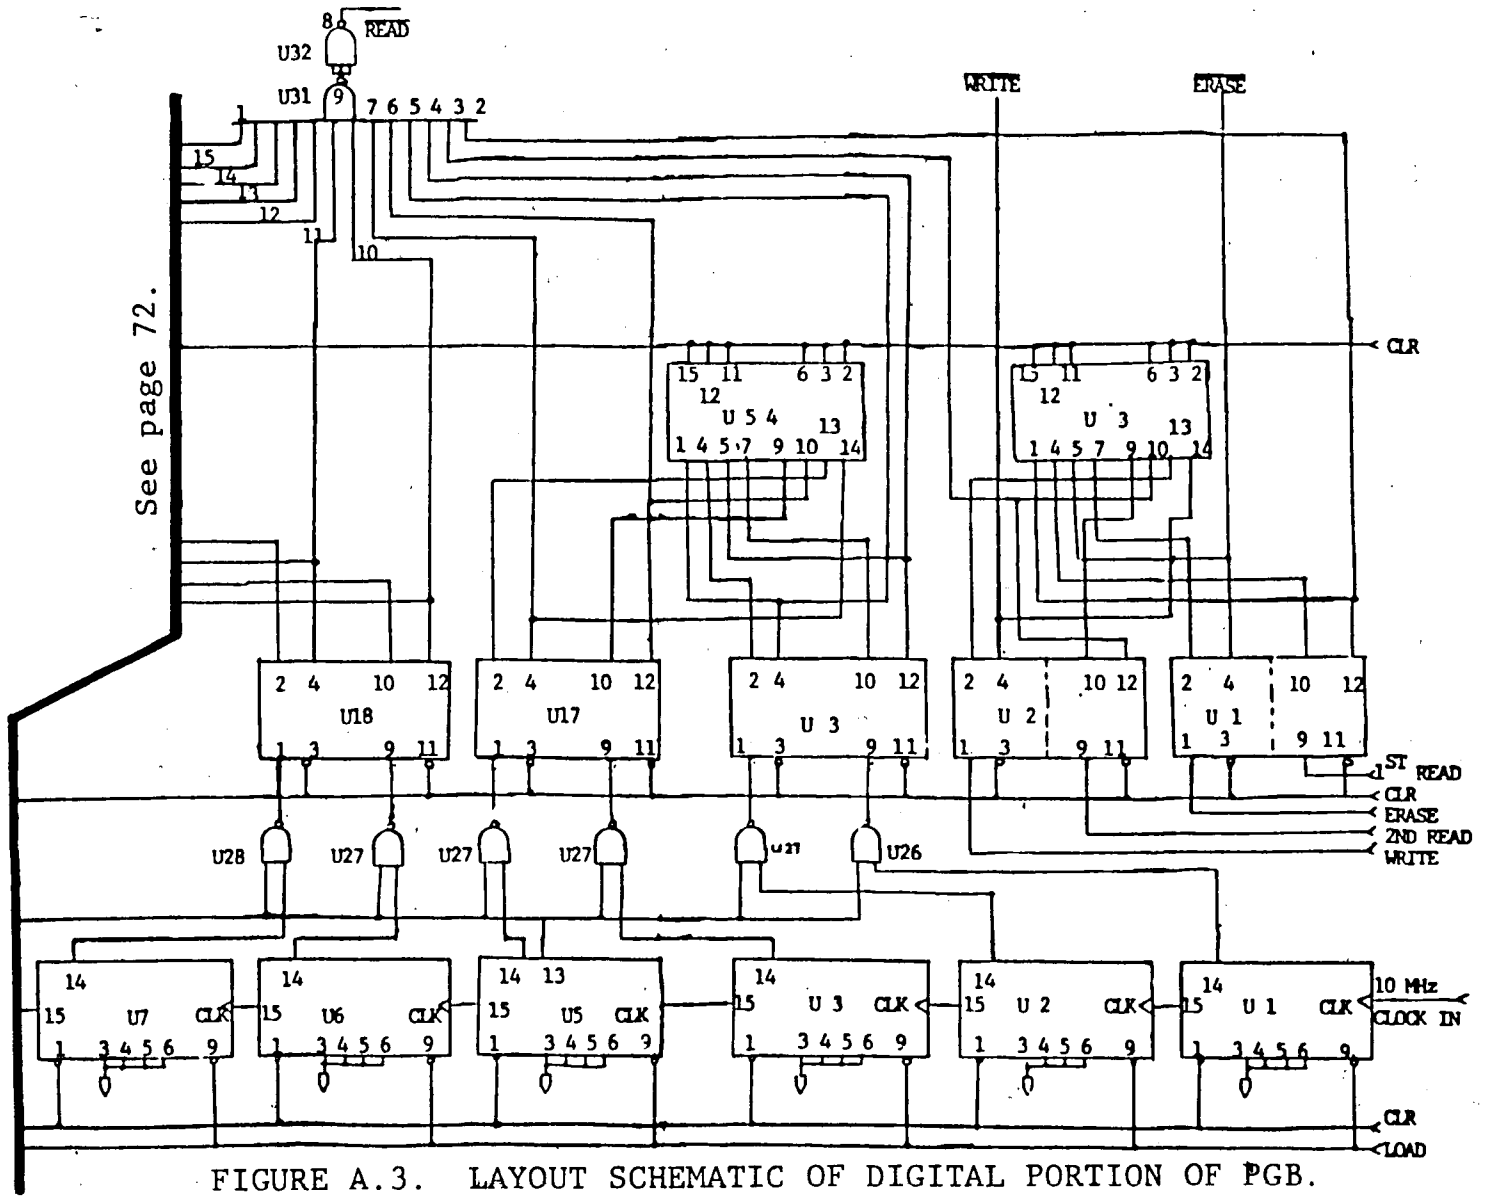 8 READ
U32
WRITE ERASE
U31 9 7 6 5 4 3 2
1
15
14
13
12
11
10
See page 72.
CLR
15 11 6 3 2
12
U 5 4
13
1 4 5 7 9 10 14
15 11 6 3 2
12
U 3
13
1 4 5 7 9 10 14
2 4 10 12
U18
1 3 9 11
2 4 10 12
U17
1 3 9 11
2 4 10 12
U 3
1 3 9 11
2 4 10 12
U 2
1 3 9 11
2 4 10 12
U 1
1 3 9 11
1ST READ
CLR
ERASE
2ND READ
WRITE
U28 U27 U27 U27 U27 U26
14
15 U7 CLK
1 3 4 5 6 9
14
15 U6 CLK
1 3 4 5 6 9
14 13
15 U5 CLK
1 3 4 5 6 9
14
15 U 3 CLK
1 3 4 5 6 9
14
15 U 2 CLK
1 3 4 5 6 9
14
15 U 1 CLK
1 3 4 5 6 9
10 MHz
CLOCK IN
CLR
LOAD
FIGURE A.3. LAYOUT SCHEMATIC OF DIGITAL PORTION OF PGB.